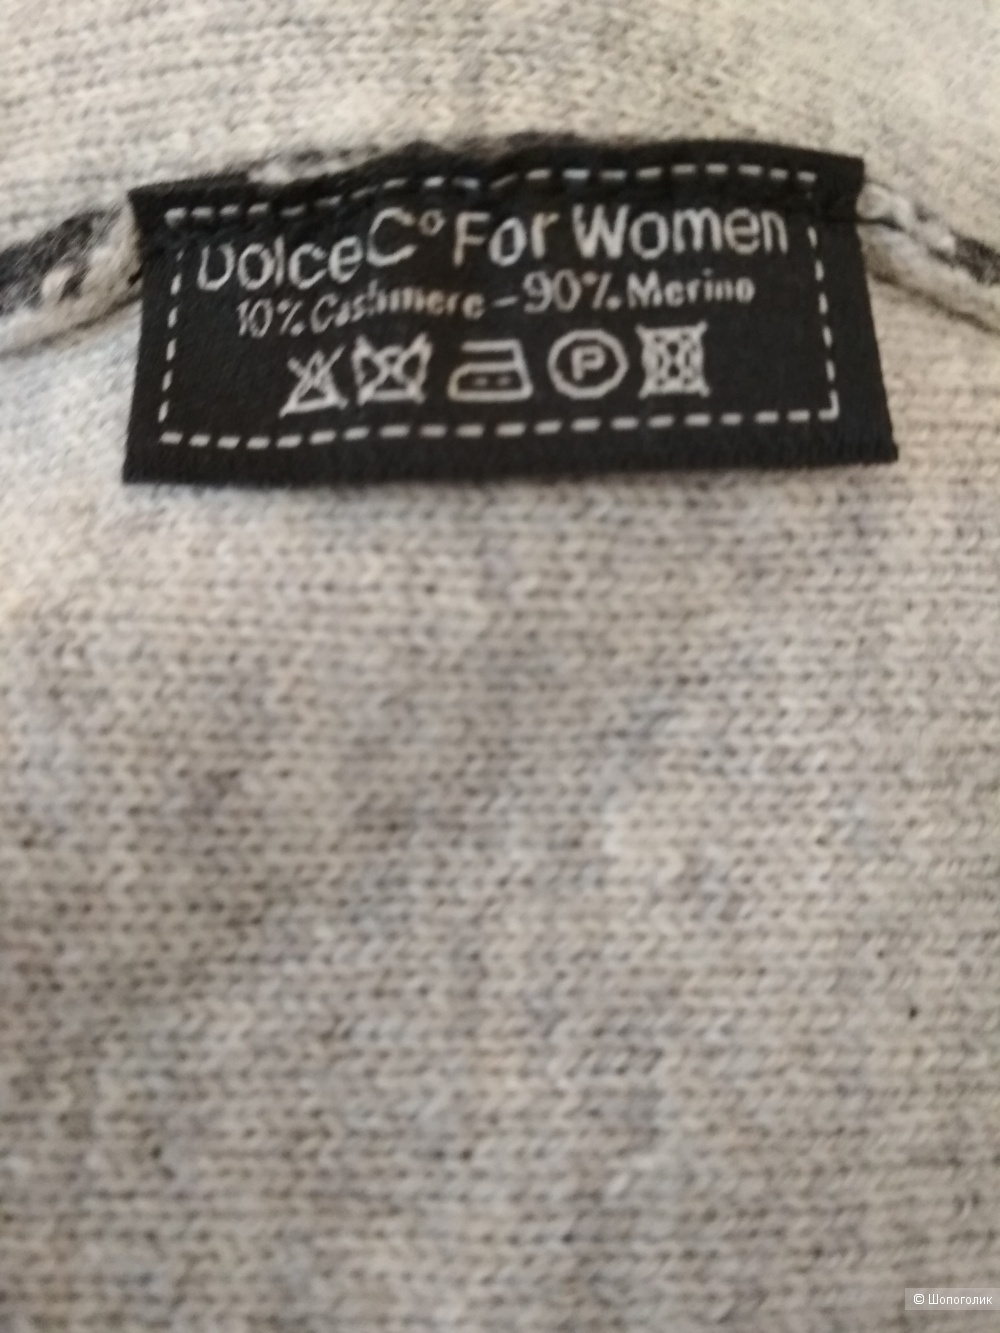 DolceC° For Women
10% Cashmere – 90% Merino
P
© Шопоголик